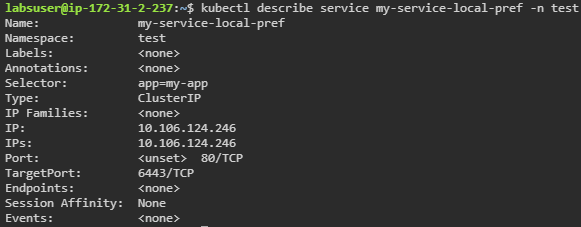 labsuser@ip-172-31-2-237:~$ kubectl describe service my-service-local-pref -n test
Name:              my-service-local-pref
Namespace:         test
Labels:            <none>
Annotations:       <none>
Selector:          app=my-app
Type:              ClusterIP
IP Families:       <none>
IP:                10.106.124.246
IPs:               10.106.124.246
Port:              <unset>  80/TCP
TargetPort:        6443/TCP
Endpoints:         <none>
Session Affinity:  None
Events:            <none>